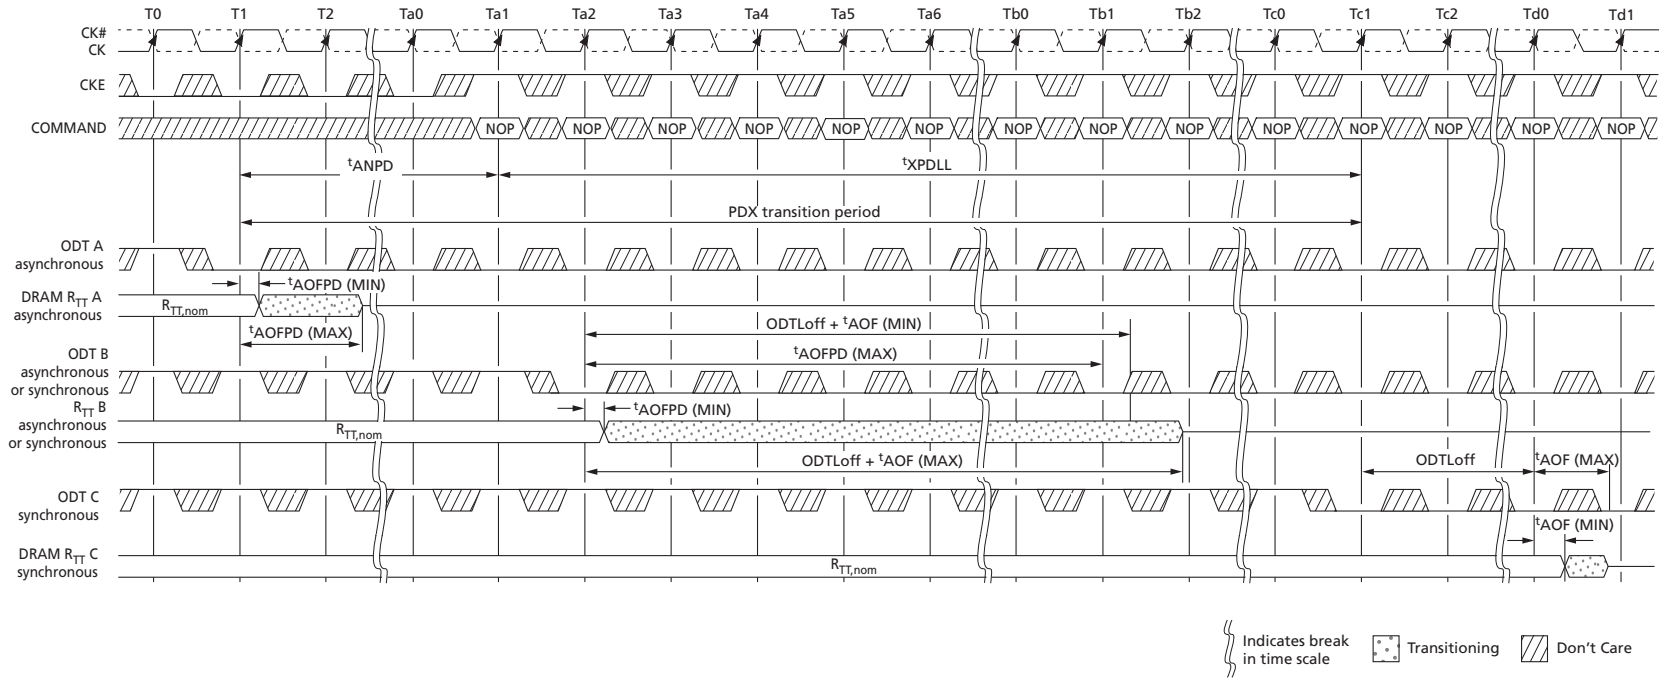 T0 T1 T2 Ta0 Ta1 Ta2 Ta3 Ta4 Ta5 Ta6 Tb0 Tb1 Tb2 Tc0 Tc1 Tc2 Td0 Td1
CK#
CK
CKE
COMMAND NOP NOP NOP NOP NOP NOP NOP NOP NOP NOP NOP NOP NOP NOP
tANPD tXPDLL
PDX transition period
ODT A
asynchronous
tAOFPD (MIN)
DRAM RTT A
asynchronous
RTT,nom
tAOFPD (MAX)
ODTLoff + tAOF (MIN)
tAOFPD (MAX)
ODT B
asynchronous
or synchronous
tAOFPD (MIN)
RTT B
asynchronous
or synchronous
RTT,nom
ODTLoff + tAOF (MAX)
ODTLoff tAOF (MAX)
ODT C
synchronous
tAOF (MIN)
DRAM RTT C
synchronous
RTT,nom
Indicates break
in time scale
Transitioning
Don't Care